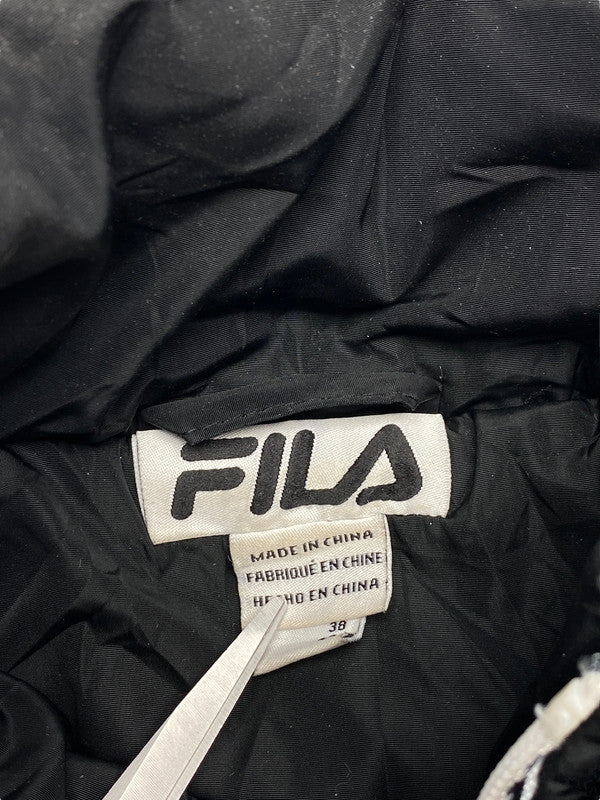 FILA
MADE IN CHINA
FABRIQUÉ EN CHINE
HECHO EN CHINA
38